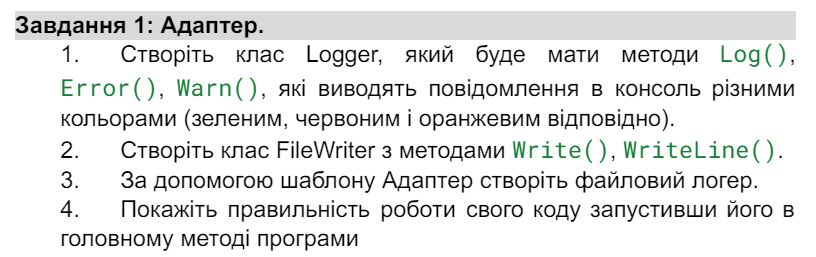 Завдання 1: Адаптер.
1. Створіть клас Logger, який буде мати методи Log(),
Error(), Warn(), які виводять повідомлення в консоль різними
кольорами (зеленим, червоним і оранжевим відповідно).
2. Створіть клас FileWriter з методами Write(), WriteLine().
3. За допомогою шаблону Адаптер створіть файловий логер.
4. Покажіть правильність роботи свого коду запустивши його в
головному методі програми